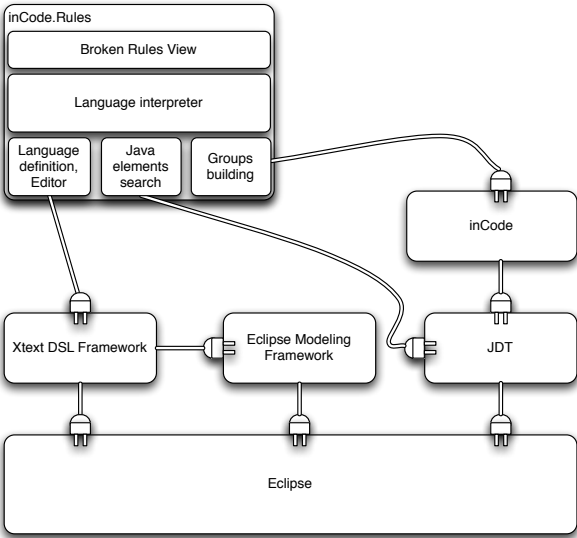 inCode.Rules
Broken Rules View
Language interpreter
Language
definition,
Editor
Java
elements
search
Groups
building
inCode
Xtext DSL Framework
Eclipse Modeling
Framework
JDT
Eclipse